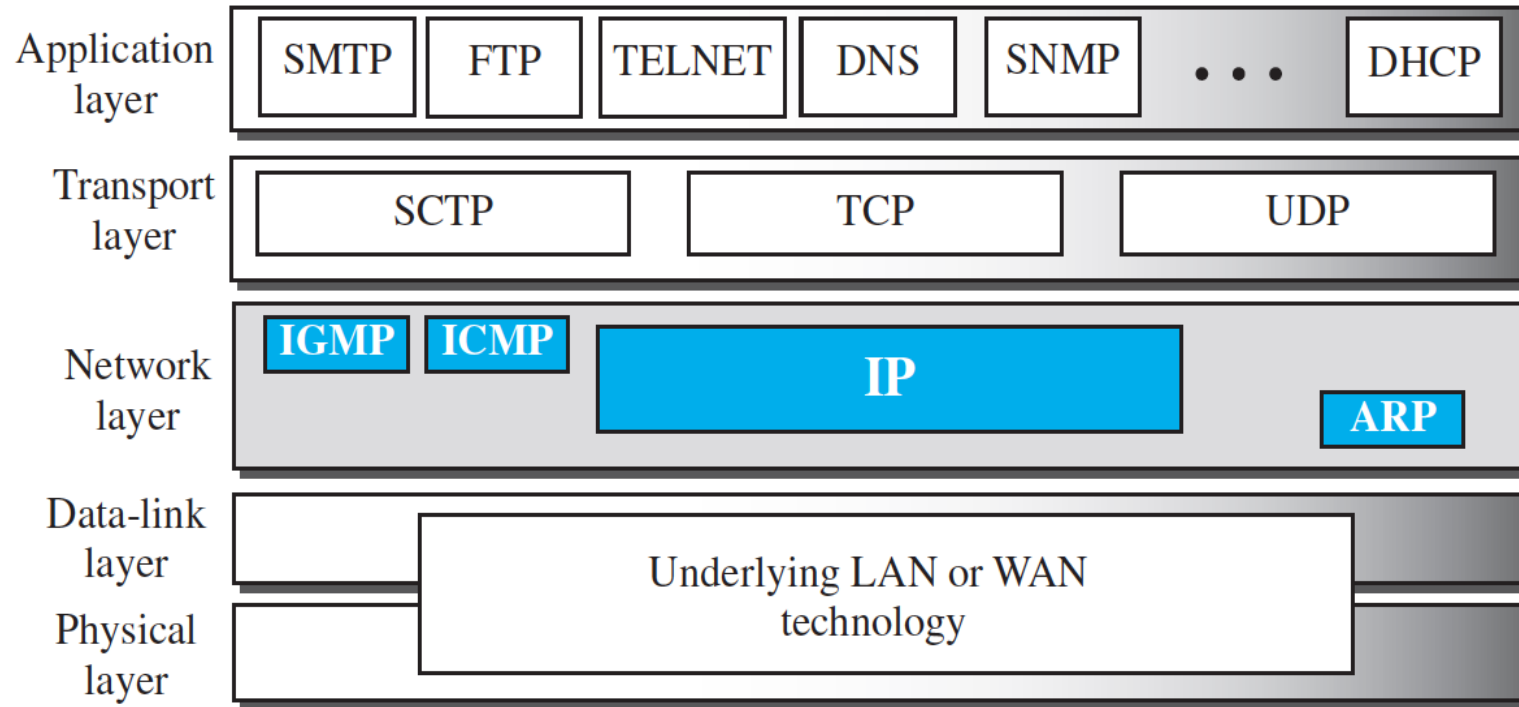 Application
layer
SMTP
FTP
TELNET
DNS
SNMP
• • •
DHCP
Transport
layer
SCTP
TCP
UDP
Network
layer
IGMP
ICMP
IP
ARP
Data-link
layer
Physical
layer
Underlying LAN or WAN
technology